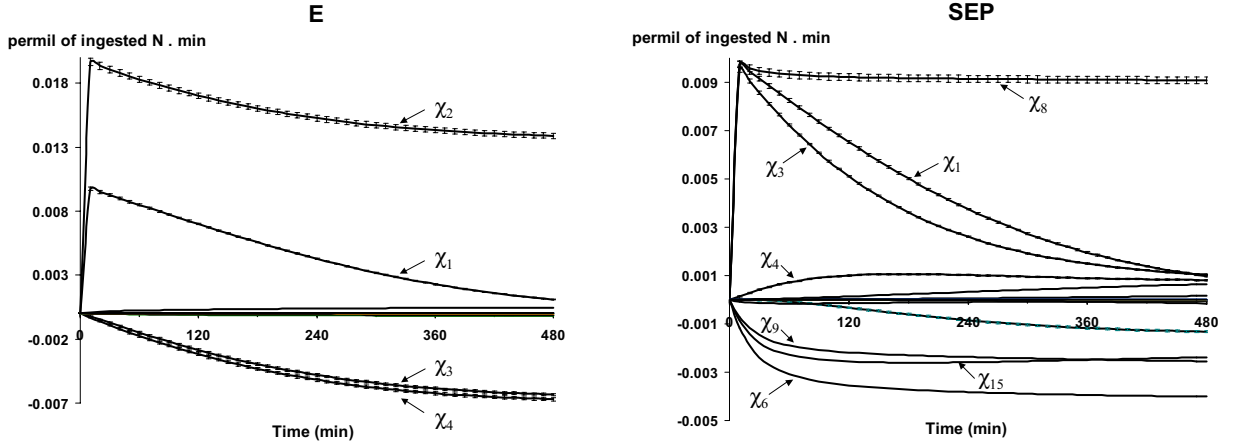 E
permil of ingested N . min
0.018
0.013
0.008
0.003
-0.002
-0.007
0 120 240 360 480
χ2
χ1
χ3
χ4
Time (min)
SEP
permil of ingested N . min
0.009
0.007
0.005
0.003
0.001
-0.001
-0.003
-0.005
0 120 240 360 480
χ8
χ1
χ3
χ4
χ9
χ15
χ6
Time (min)